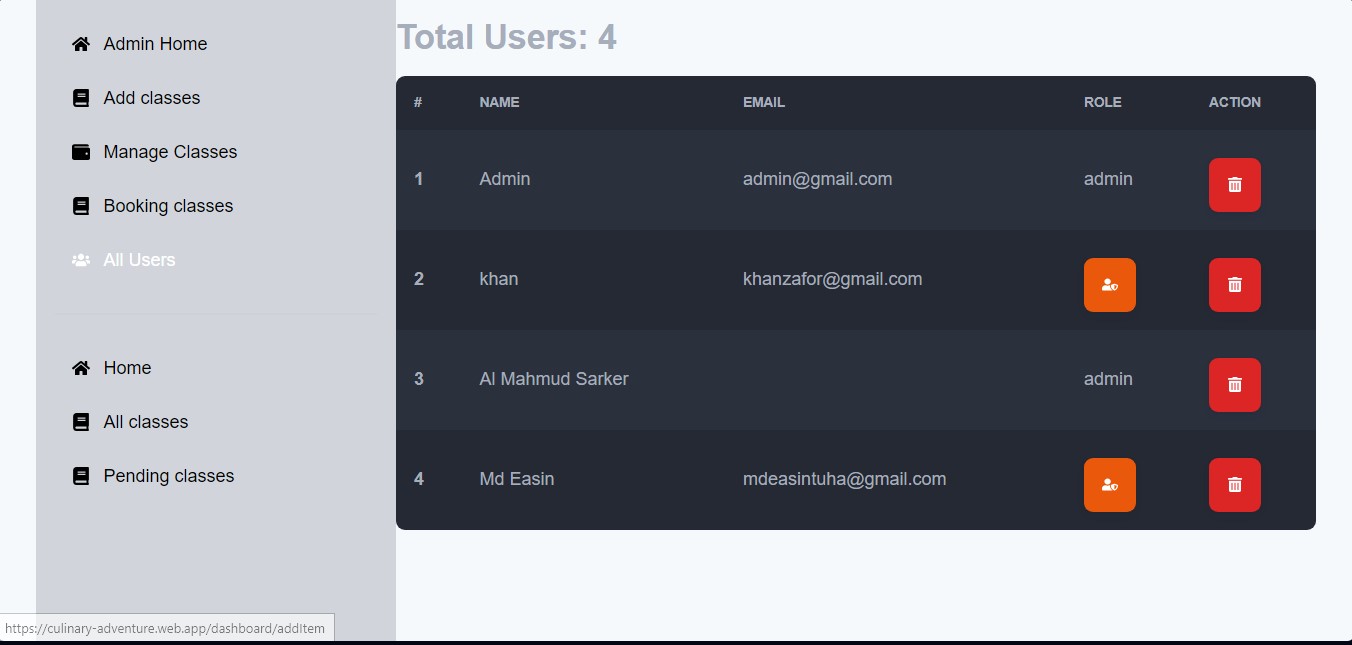 Admin Home
Add classes
Manage Classes
Booking classes
All Users
Home
All classes
Pending classes
Total Users: 4
# NAME EMAIL ROLE ACTION
1 Admin admin@gmail.com admin
2 khan khanzafor@gmail.com
3 Al Mahmud Sarker admin
4 Md Easin mdeasintuha@gmail.com
https://culinary-adventure.web.app/dashboard/addItem